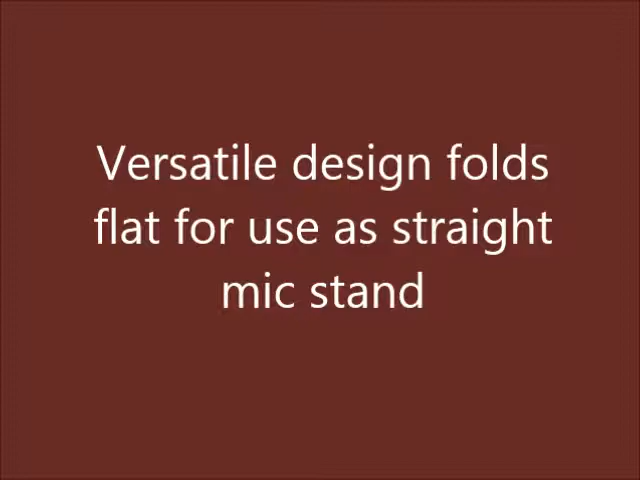 Versatile design folds
flat for use as straight
mic stand